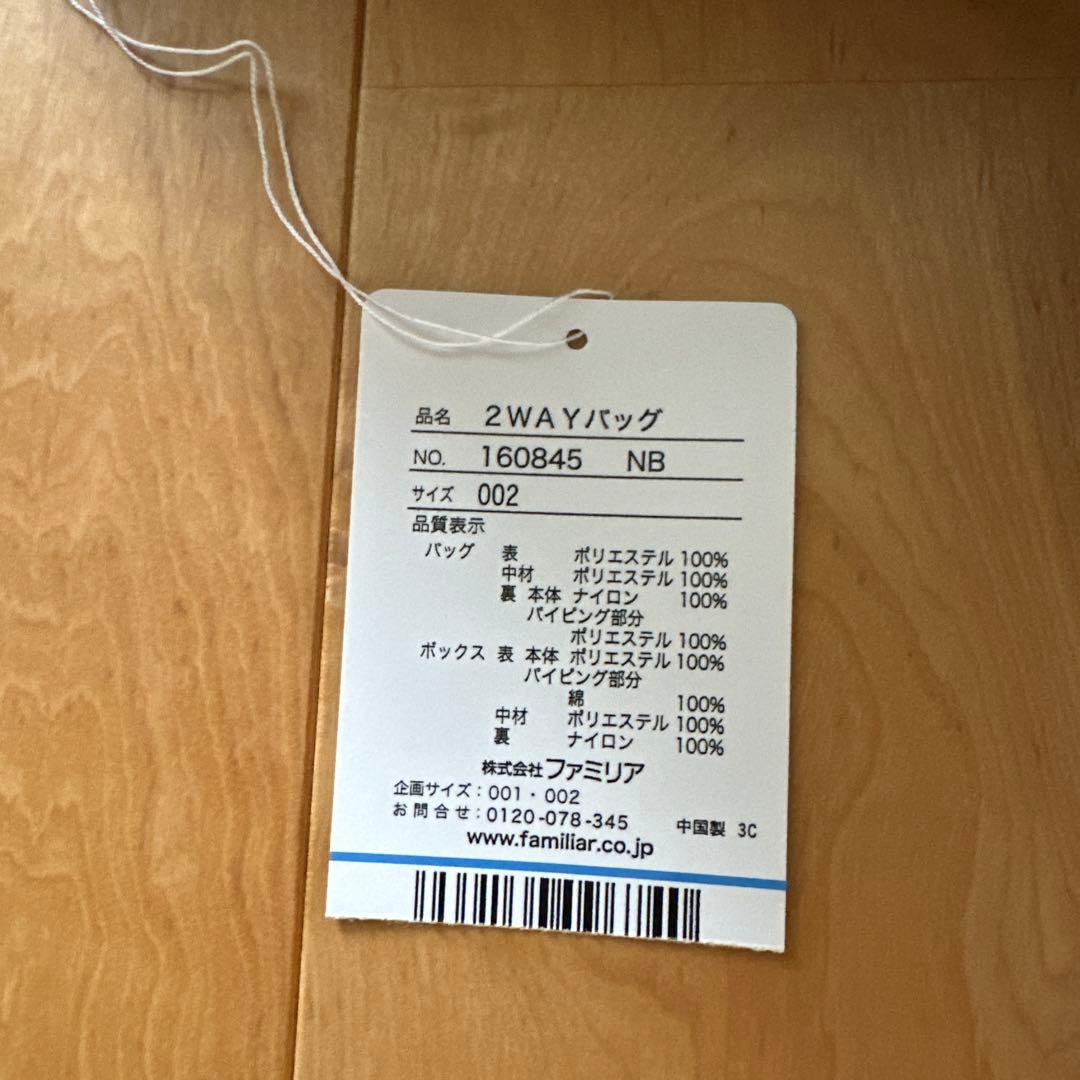 品名 2WAYバッグ
NO. 160845 NB
サイズ 002
品質表示
バッグ 表 ポリエステル 100%
中材 ポリエステル 100%
裏 本体 ナイロン 100%
パイピング部分
ポリエステル 100%
ボックス 表 本体 ポリエステル 100%
パイピング部分
綿 100%
中材 ポリエステル 100%
裏 ナイロン 100%
株式会社ファミリア
企画サイズ:001・002
お問合せ:0120-078-345 中国製 3C
www.familiar.co.jp